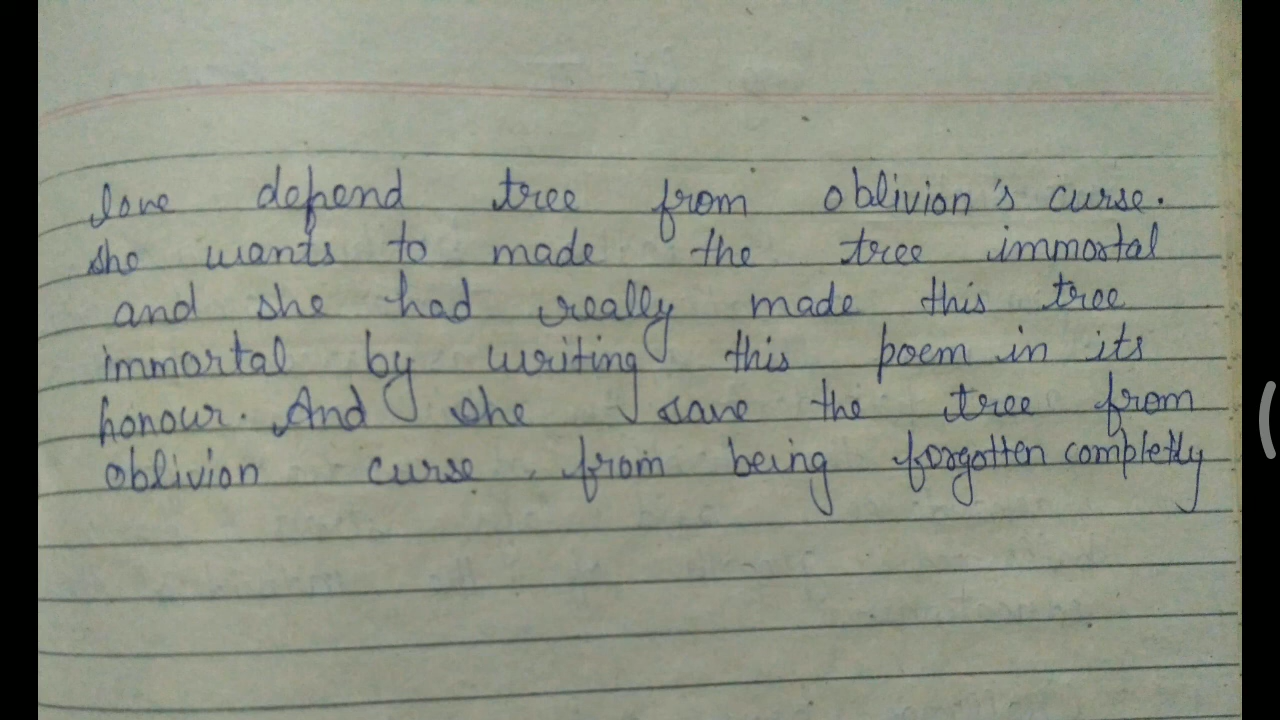 love depend tree from oblivion's curse.
she wants to made the tree immortal
and she had really made this tree
immortal by writing this poem in its
honour. And she save the tree from
oblivion curse from being forgotten completly